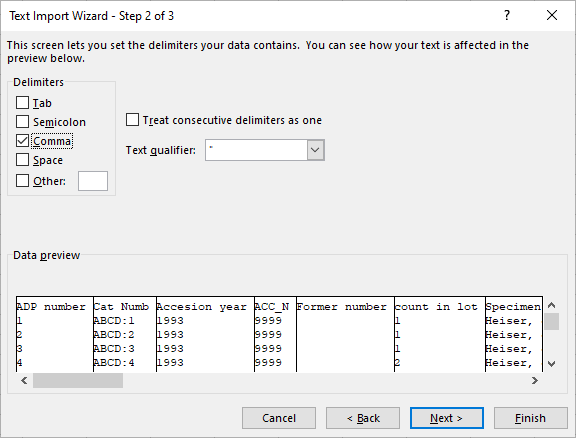 Text Import Wizard - Step 2 of 3 ? ×
This screen lets you set the delimiters your data contains. You can see how your text is affected in the
preview below.
Delimiters
Tab
Semicolon
Comma
Space
Other:
Treat consecutive delimiters as one
Text qualifier: "
Data preview
ADP number Cat Numb Accesion year ACC_N Former number count in lot Specimen
1 ABCD:1 1993 9999 1 Heiser,
2 ABCD:2 1993 9999 1 Heiser,
3 ABCD:3 1993 9999 1 Heiser,
4 ABCD:4 1993 9999 2 Heiser,
Cancel < Back Next > Finish